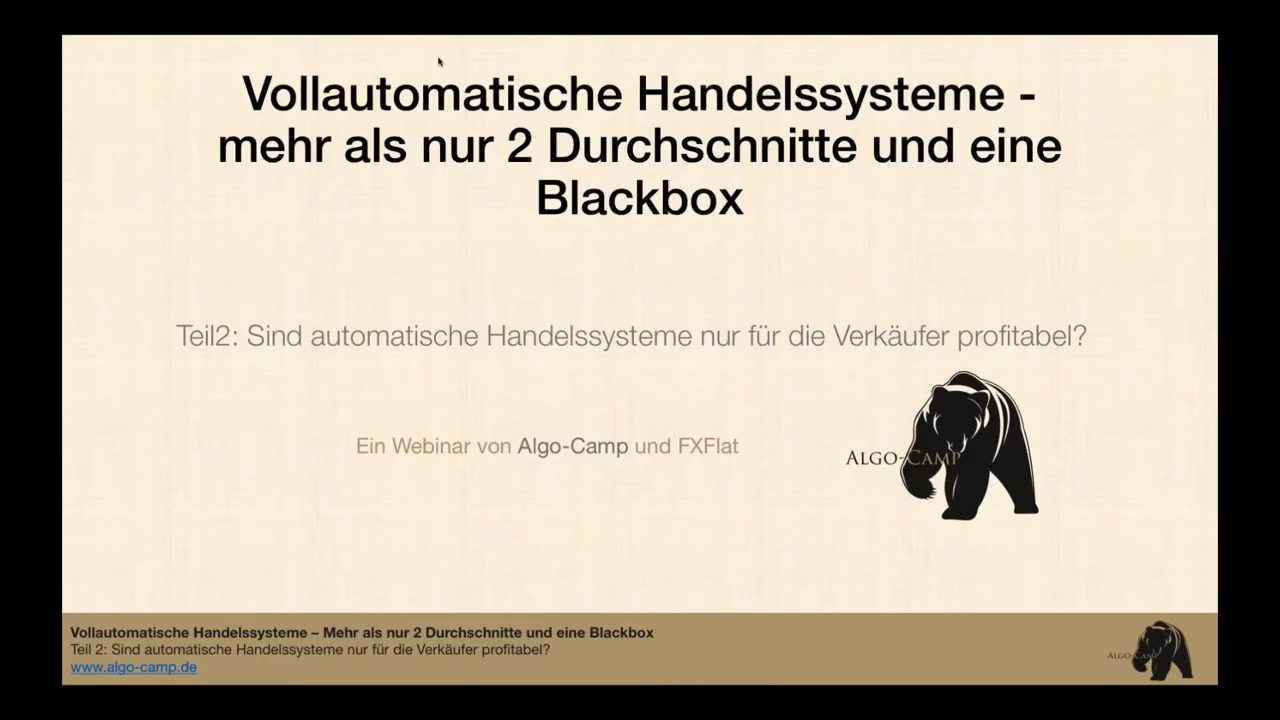 Vollautomatische Handelssysteme -
mehr als nur 2 Durchschnitte und eine
Blackbox
Teil2: Sind automatische Handelssysteme nur für die Verkäufer profitabel?
Ein Webinar von Algo-Camp und FXFlat
ALGO-CAMP
Vollautomatische Handelssysteme – Mehr als nur 2 Durchschnitte und eine Blackbox
Teil 2: Sind automatische Handelssysteme nur für die Verkäufer profitabel?
www.algo-camp.de
ALGO-CAMP